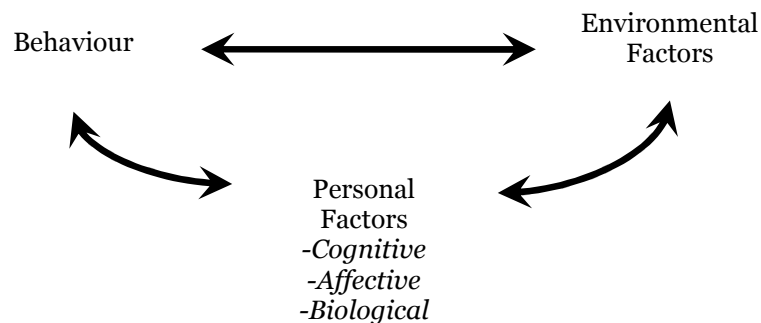 Behaviour
Environmental
Factors
Personal
Factors
-Cognitive
-Affective
-Biological